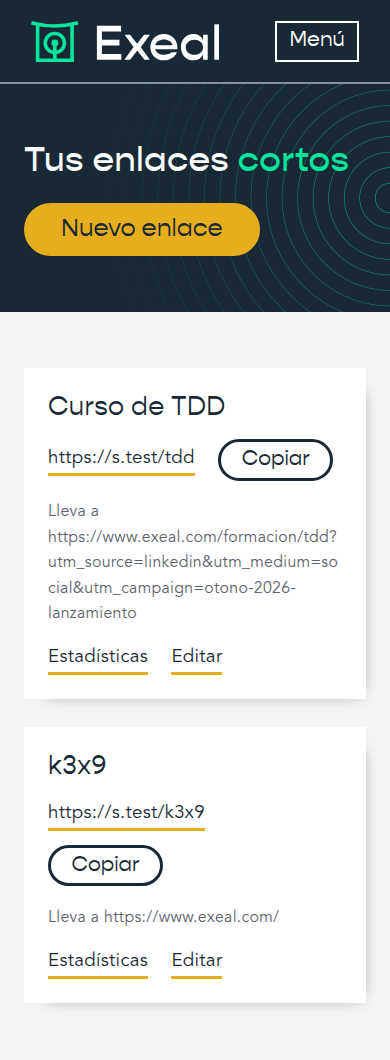 Exeal
Menú
Tus enlaces cortos
Nuevo enlace
Curso de TDD
https://s.test/tdd
Copiar
Lleva a
https://www.exeal.com/formacion/tdd?
utm_source=linkedin&utm_medium=so
cial&utm_campaign=otono-2026-
lanzamiento
Estadísticas Editar
k3x9
https://s.test/k3x9
Copiar
Lleva a https://www.exeal.com/
Estadísticas Editar